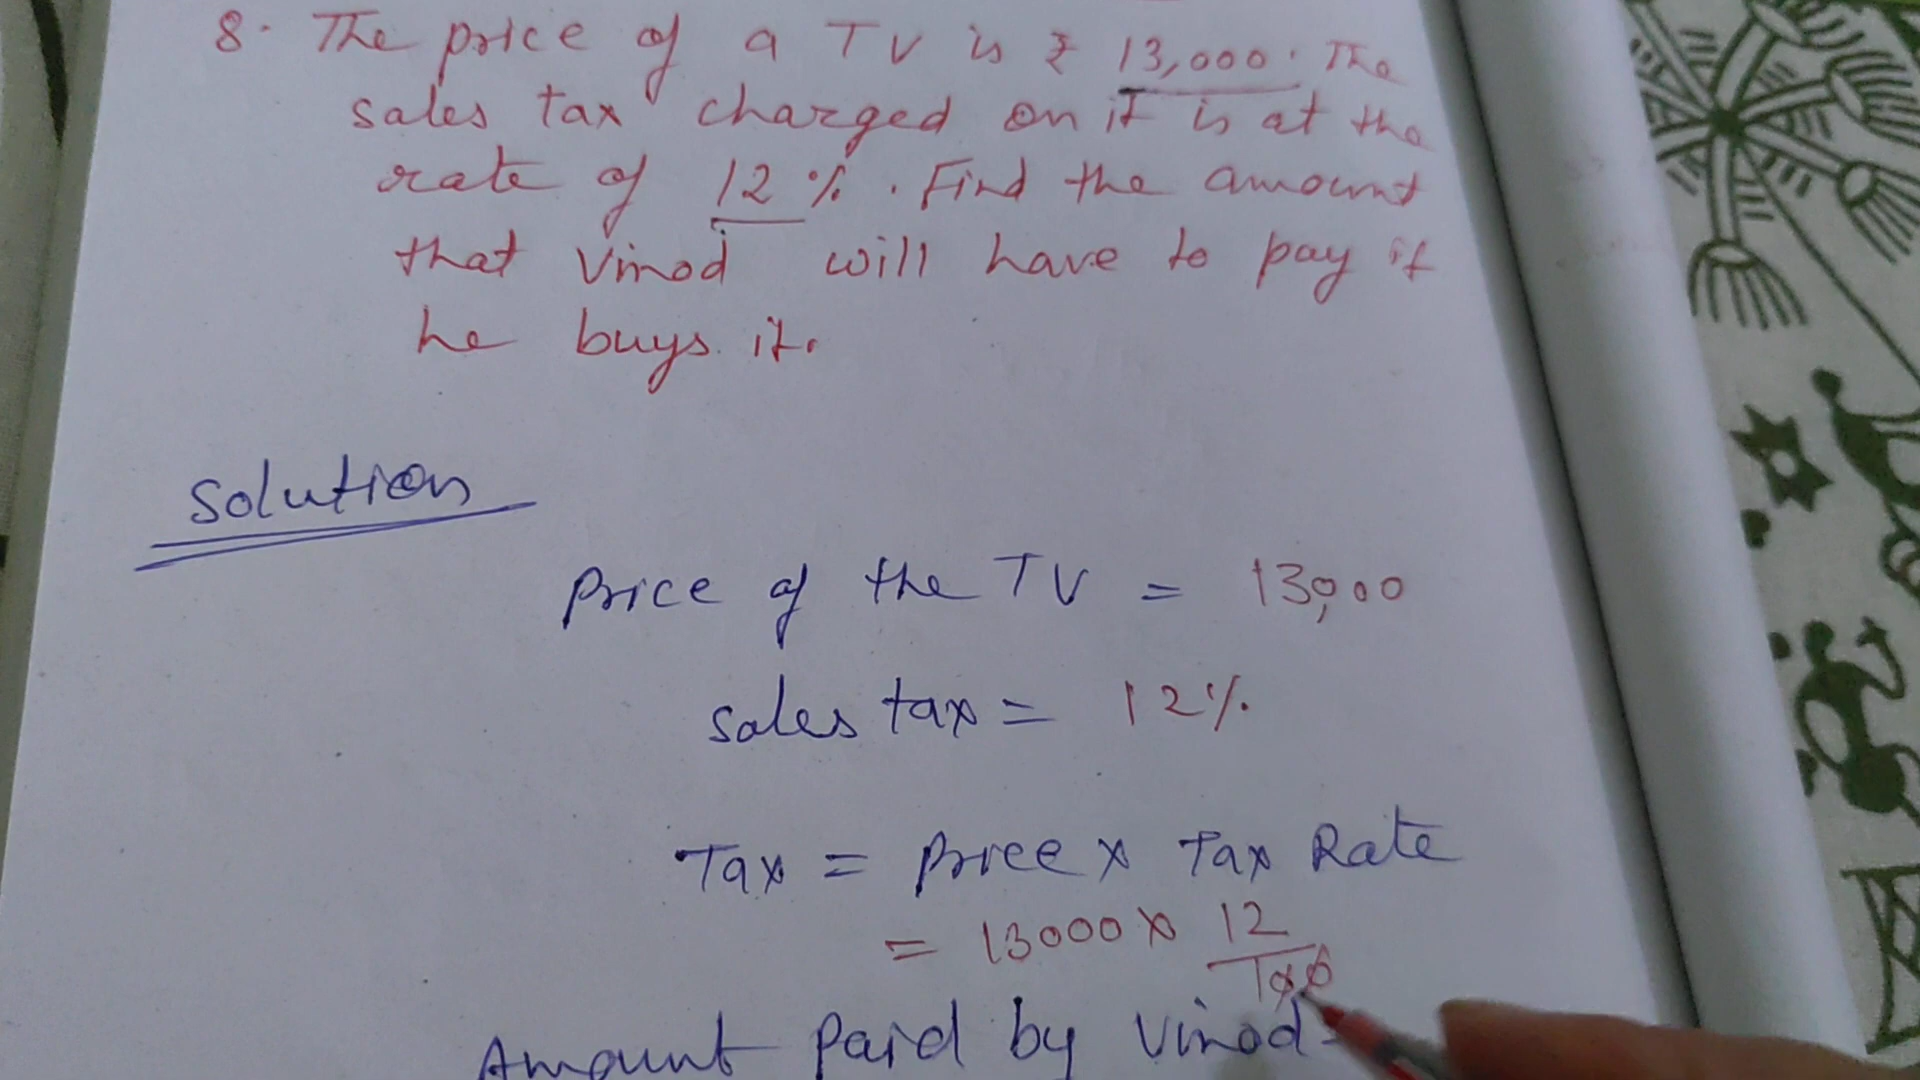 8. The price of a TV is ₹ 13,000. The
sales tax charged on it is at the
rate of 12%. Find the amount
that Vinod will have to pay if
he buys it.
Solution
Price of the TV = 13,000
sales tax = 12%
Tax = Price x Tax Rate
= 13000 x 12/100
Amount Paid by Vinod =